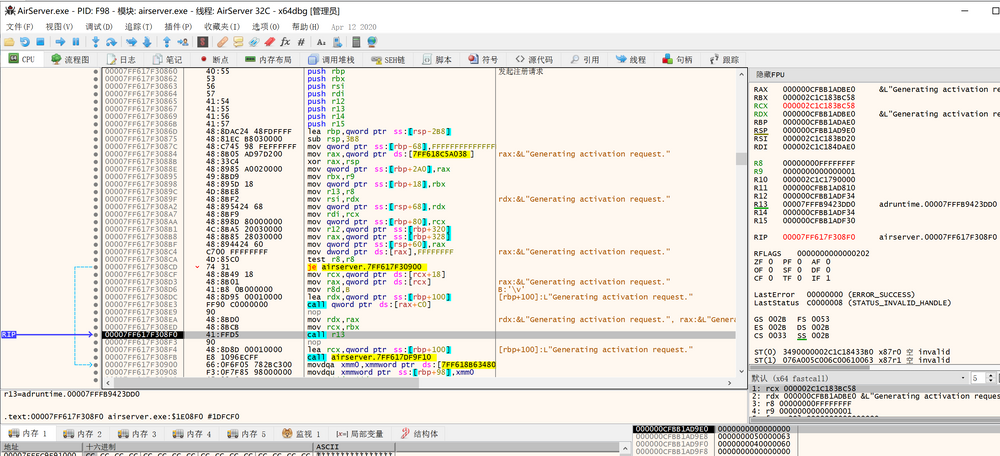 AirServer.exe - PID: F98 - 模块: airserver.exe - 线程: AirServer 32C - x64dbg [管理员]
文件(F) 视图(V) 调试(D) 追踪(T) 插件(P) 收藏夹(I) 选项(O) 帮助(H) Apr 12 2020
CPU 流程图 日志 笔记 断点 内存布局 调用堆栈 SEH链 脚本 符号 源代码 引用 线程 句柄 跟踪
00007FF617F30860 40:55 push rbp 发起注册请求
00007FF617F30862 53 push rbx
00007FF617F30863 56 push rsi
00007FF617F30864 57 push rdi
00007FF617F30865 41:54 push r12
00007FF617F30867 41:55 push r13
00007FF617F30869 41:56 push r14
00007FF617F3086B 41:57 push r15
00007FF617F3086D 48:8DAC24 48FDFFFF lea rbp,qword ptr ss:[rsp-2B8]
00007FF617F30875 48:81EC B8030000 sub rsp,3B8
00007FF617F3087C 48:C745 98 FEFFFFFF mov qword ptr ss:[rbp-68],FFFFFFFFFFFFFF
00007FF617F30884 48:8B05 AD97D200 mov rax,qword ptr ds:[7FF618C5A038] rax:&L"Generating activation request."
00007FF617F3088B 48:33C4 xor rax,rsp
00007FF617F3088E 48:8985 A0020000 mov qword ptr ss:[rbp+2A0],rax
00007FF617F30895 49:8BD9 mov rbx,r9
00007FF617F30898 48:895D 18 mov qword ptr ss:[rbp+18],rbx
00007FF617F3089C 4D:8BE8 mov r13,r8
00007FF617F3089F 48:8BF2 mov rsi,rdx rdx:&L"Generating activation request."
00007FF617F308A2 48:895424 68 mov qword ptr ss:[rsp+68],rdx
00007FF617F308A7 48:8BF9 mov rdi,rcx
00007FF617F308AA 48:898D 80000000 mov qword ptr ss:[rbp+80],rcx
00007FF617F308B1 4C:8BA5 20030000 mov r12,qword ptr ss:[rbp+320]
00007FF617F308B8 48:8B85 28030000 mov rax,qword ptr ss:[rbp+328]
00007FF617F308BF 48:894424 60 mov qword ptr ss:[rsp+60],rax
00007FF617F308C4 C700 FFFFFFFF mov dword ptr ds:[rax],FFFFFFFF rax:&L"Generating activation request."
00007FF617F308CA 4D:85C0 test r8,r8
00007FF617F308CD 74 31 je airserver.7FF617F30900
00007FF617F308CF 48:8B49 18 mov rcx,qword ptr ds:[rcx+18]
00007FF617F308D3 48:8B01 mov rax,qword ptr ds:[rcx] rax:&L"Generating activation request."
00007FF617F308D6 41:B8 0B000000 mov r8d,B B:'\v'
00007FF617F308DC 48:8D95 00010000 lea rdx,qword ptr ss:[rbp+100] [rbp+100]:L"Generating activation request."
00007FF617F308E3 FF90 C0000000 call qword ptr ds:[rax+C0]
00007FF617F308E9 90 nop
00007FF617F308EA 48:8BD0 mov rdx,rax rdx:&L"Generating activation request.", rax:&L"Genera
00007FF617F308ED 48:8BCB mov rcx,rbx
RIP 00007FF617F308F0 41:FFD5 call r13
00007FF617F308F3 90 nop
00007FF617F308F4 48:8D8D 00010000 lea rcx,qword ptr ss:[rbp+100] [rbp+100]:L"Generating activation request."
00007FF617F308FB E8 1096ECFF call airserver.7FF617DF9F10
00007FF617F30900 66:0F6F05 782BC300 movdqa xmm0,xmmword ptr ds:[7FF618B63480
00007FF617F30908 F3:0F7F85 98000000 movdqu xmmword ptr ss:[rbp+98],xmm0
隐藏FPU
RAX 000000CFBB1ADBE0 &L"Generating activation req
RBX 000002C1C183BC58
RCX 000002C1C183BC58
RDX 000000CFBB1ADBE0 &L"Generating activation req
RBP 000000CFBB1ADAE0
RSP 000000CFBB1AD9E0
RSI 000002C1C183BD20
RDI 000002C1C184DAE0
R8 00000000FFFFFFFF
R9 0000000000000001
R10 000002C1C1790000
R11 000000CFBB1AD810
R12 000000CFBB1ADF34
R13 00007FFFB9423DD0 adruntime.00007FFFB9423DD0
R14 000000CFBB1ADF34
R15 000000CFBB1ADF30
RIP 00007FF617F308F0 airserver.00007FF617F308F0
RFLAGS 0000000000000202
ZF 0 PF 0 AF 0
OF 0 SF 0 DF 0
CF 0 TF 0 IF 1
LastError 00000000 (ERROR_SUCCESS)
LastStatus C0000008 (STATUS_INVALID_HANDLE)
GS 002B FS 0053
ES 002B DS 002B
CS 0033 SS 002B
ST(0) 3490000002C1C18433B0 x87r0 空 invalid
ST(1) 076A005C006C00610063 x87r1 空 invalid
默认 (x64 fastcall) 5
1: rcx 000002C1C183BC58
2: rdx 000000CFBB1ADBE0 &L"Generating activation
3: r8 00000000FFFFFFFF
4: r9 0000000000000001
r13=adruntime.00007FFFB9423DD0
.text:00007FF617F308F0 airserver.exe:$1E08F0 #1DFCF0
内存 1 内存 2 内存 3 内存 4 内存 5 监视 1 局部变量 结构体
地址 十六进制 ASCII
000000CFBB1AD9E0 0000000000000000
000000CFBB1AD9E8 0000000500000063
000000CFBB1AD9F0 0000000040000060
000000CFBB1AD9F8 0000000000000000